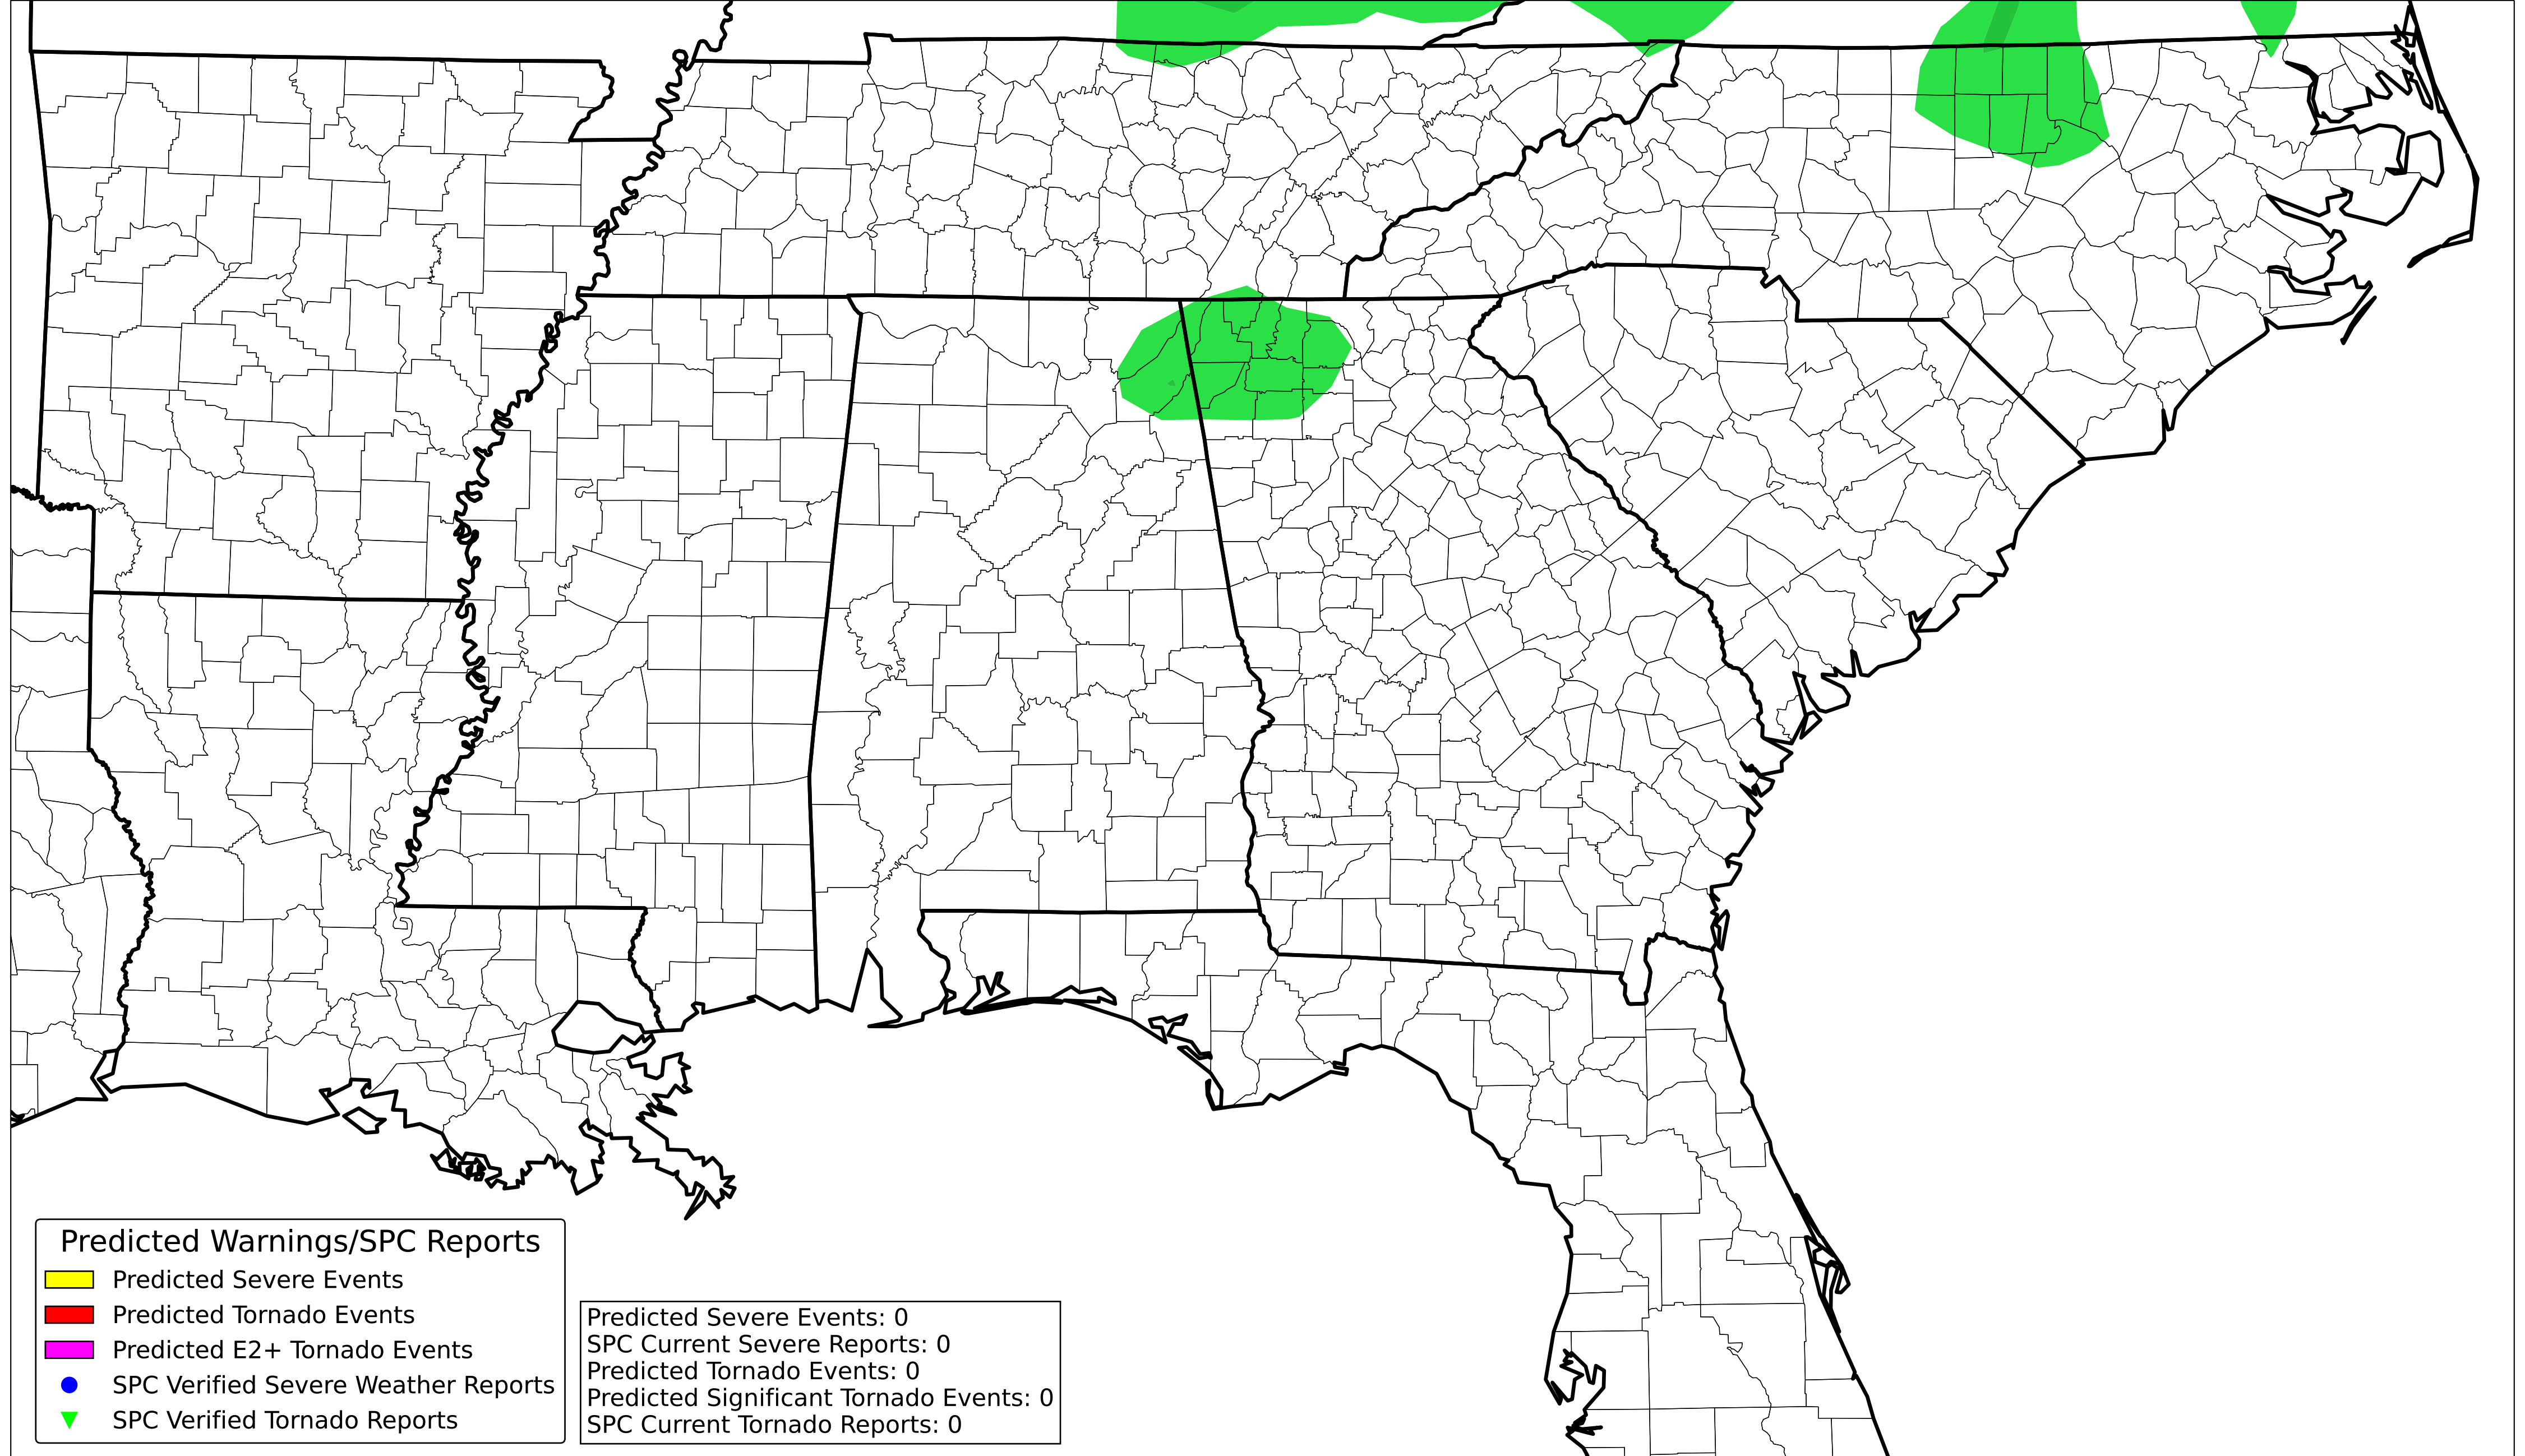 Predicted Warnings/SPC Reports
Predicted Severe Events
Predicted Tornado Events
Predicted E2+ Tornado Events
SPC Verified Severe Weather Reports
SPC Verified Tornado Reports
Predicted Severe Events: 0
SPC Current Severe Reports: 0
Predicted Tornado Events: 0
Predicted Significant Tornado Events: 0
SPC Current Tornado Reports: 0